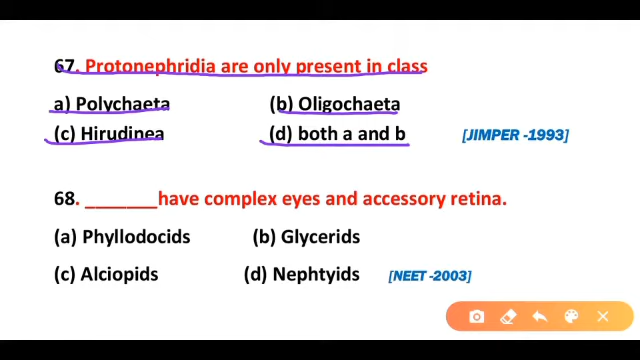 67. Protonephridia are only present in class
a) Polychaeta (b) Oligochaeta
(c) Hirudinea (d) both a and b [JIMPER -1993]
68. _______have complex eyes and accessory retina.
(a) Phyllodocids (b) Glycerids
(c) Alciopids (d) Nephtyids [NEET -2003]